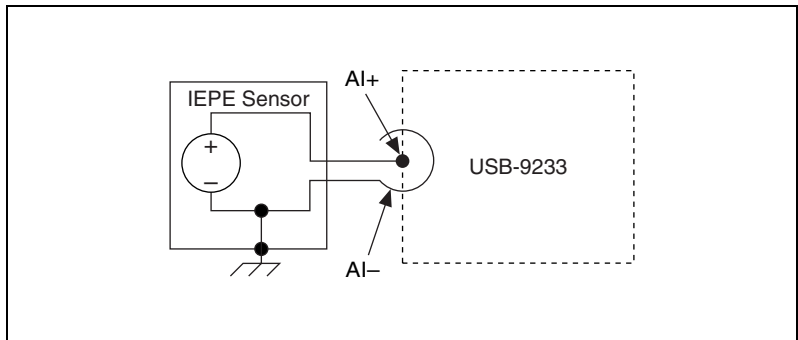 AI+
IEPE Sensor
+
–
USB-9233
AI–